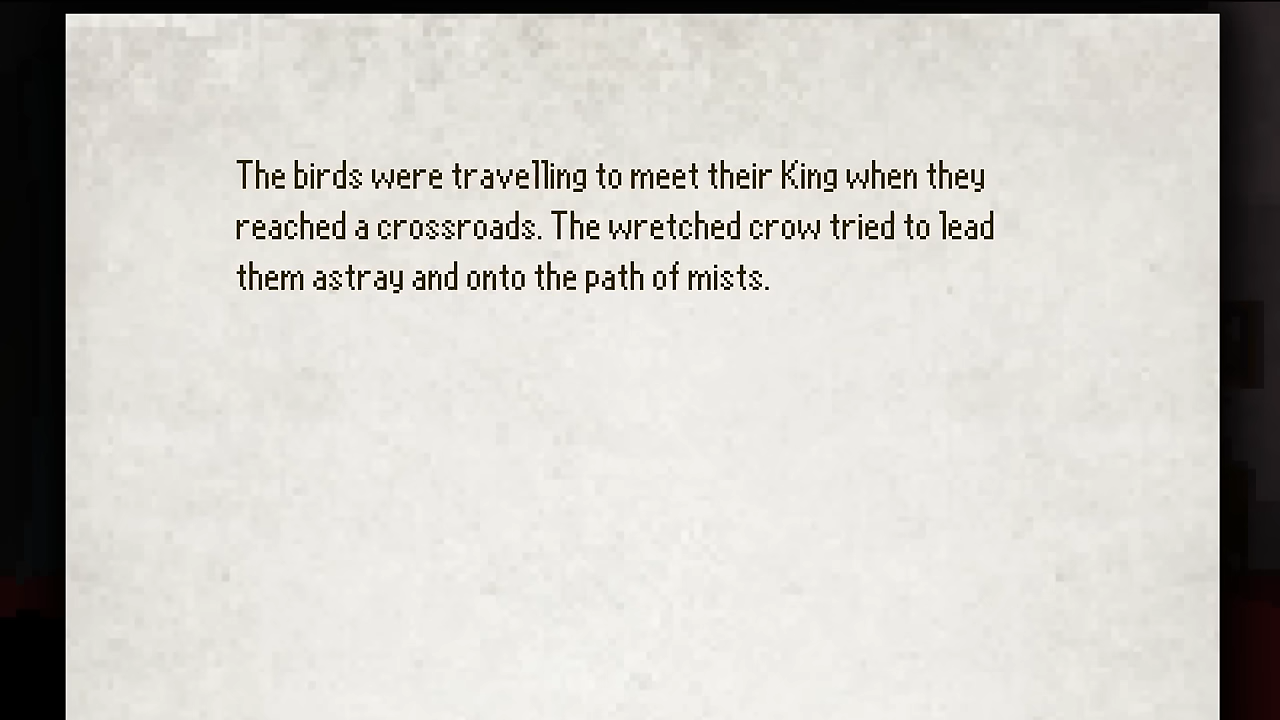 The birds were travelling to meet their King when they
reached a crossroads. The wretched crow tried to lead
them astray and onto the path of mists.